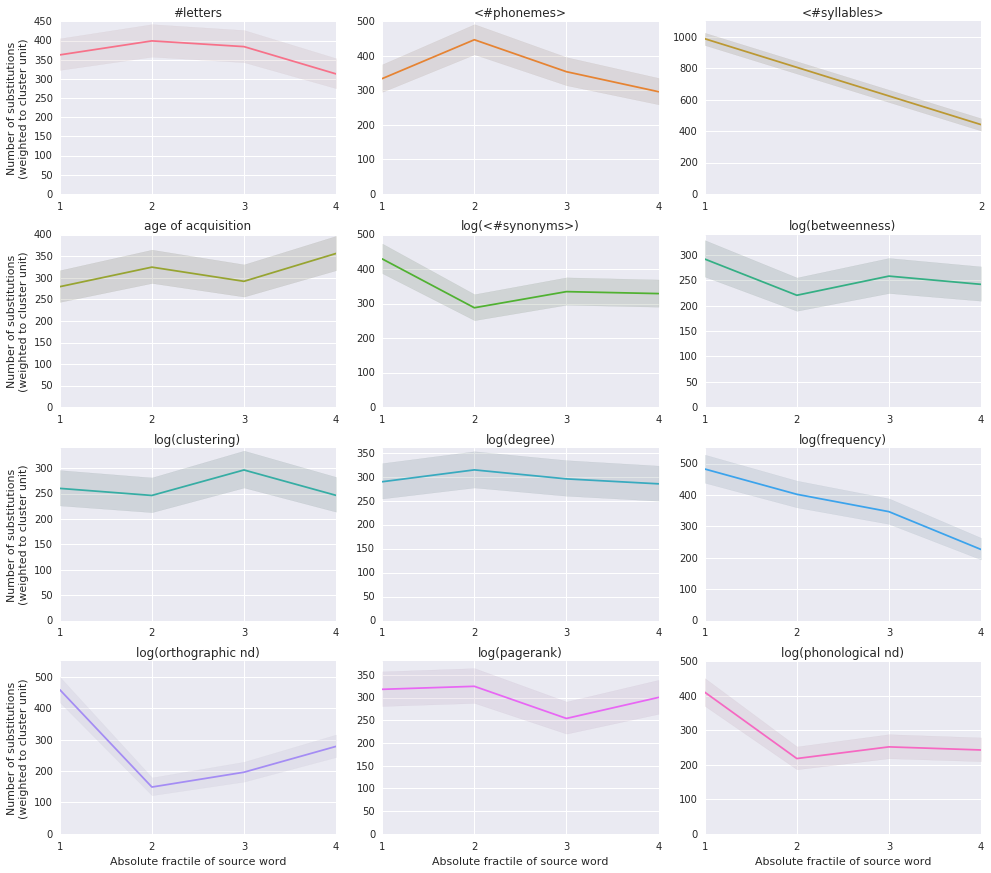 #letters
<#phonemes>
<#syllables>
Number of substitutions
(weighted to cluster unit)
450
400
350
300
250
200
150
100
50
0
1 2 3 4
500
400
300
200
100
0
1 2 3 4
1000
800
600
400
200
0
1 2
age of acquisition
log(<#synonyms>)
log(betweenness)
Number of substitutions
(weighted to cluster unit)
400
350
300
250
200
150
100
50
0
1 2 3 4
500
400
300
200
100
0
1 2 3 4
300
250
200
150
100
50
0
1 2 3 4
log(clustering)
log(degree)
log(frequency)
Number of substitutions
(weighted to cluster unit)
300
250
200
150
100
50
0
1 2 3 4
350
300
250
200
150
100
50
0
1 2 3 4
500
400
300
200
100
0
1 2 3 4
log(orthographic nd)
log(pagerank)
log(phonological nd)
Number of substitutions
(weighted to cluster unit)
500
400
300
200
100
0
1 2 3 4
350
300
250
200
150
100
50
0
1 2 3 4
500
400
300
200
100
0
1 2 3 4
Absolute fractile of source word
Absolute fractile of source word
Absolute fractile of source word